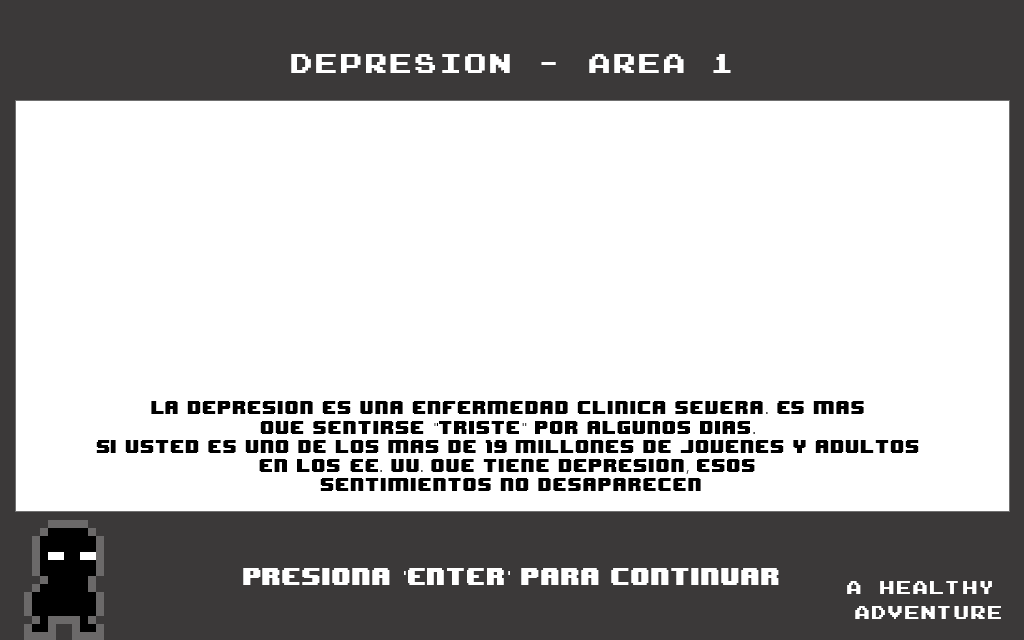 DEPRESION - AREA 1
LA DEPRESION ES UNA ENFERMEDAD CLINICA SEVERA. ES MAS
QUE SENTIRSE "TRISTE" POR ALGUNOS DIAS.
SI USTED ES UNO DE LOS MAS DE 19 MILLONES DE JOVENES Y ADULTOS
EN LOS EE. UU. QUE TIENE DEPRESION, ESOS
SENTIMIENTOS NO DESAPARECEN
PRESIONA 'ENTER' PARA CONTINUAR
A HEALTHY
ADVENTURE